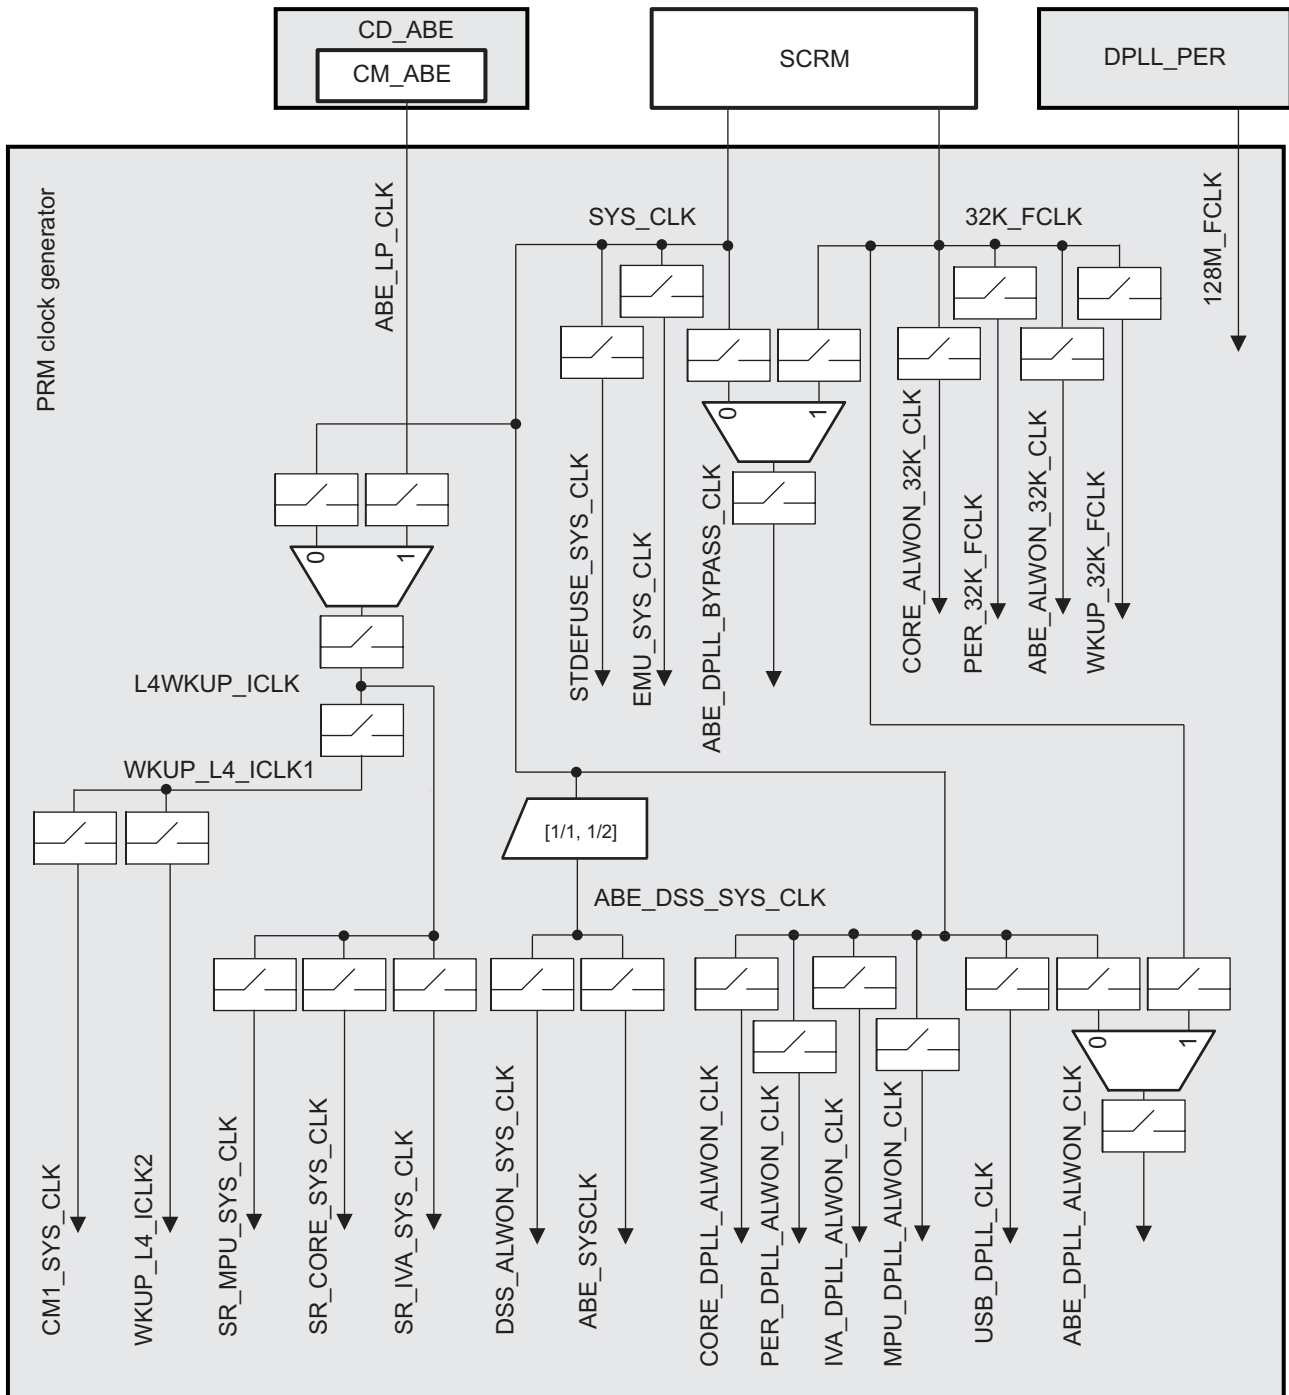 CD_ABE
CM_ABE
SCRM
DPLL_PER
PRM clock generator
ABE_LP_CLK
SYS_CLK
32K_FCLK
128M_FCLK
0
1
0
1
STDEFUSE_SYS_CLK
EMU_SYS_CLK
ABE_DPLL_BYPASS_CLK
CORE_ALWON_32K_CLK
PER_32K_FCLK
ABE_ALWON_32K_CLK
WKUP_32K_FCLK
L4WKUP_ICLK
WKUP_L4_ICLK1
[1/1, 1/2]
ABE_DSS_SYS_CLK
0
1
CM1_SYS_CLK
WKUP_L4_ICLK2
SR_MPU_SYS_CLK
SR_CORE_SYS_CLK
SR_IVA_SYS_CLK
DSS_ALWON_SYS_CLK
ABE_SYSCLK
CORE_DPLL_ALWON_CLK
PER_DPLL_ALWON_CLK
IVA_DPLL_ALWON_CLK
MPU_DPLL_ALWON_CLK
USB_DPLL_CLK
ABE_DPLL_ALWON_CLK